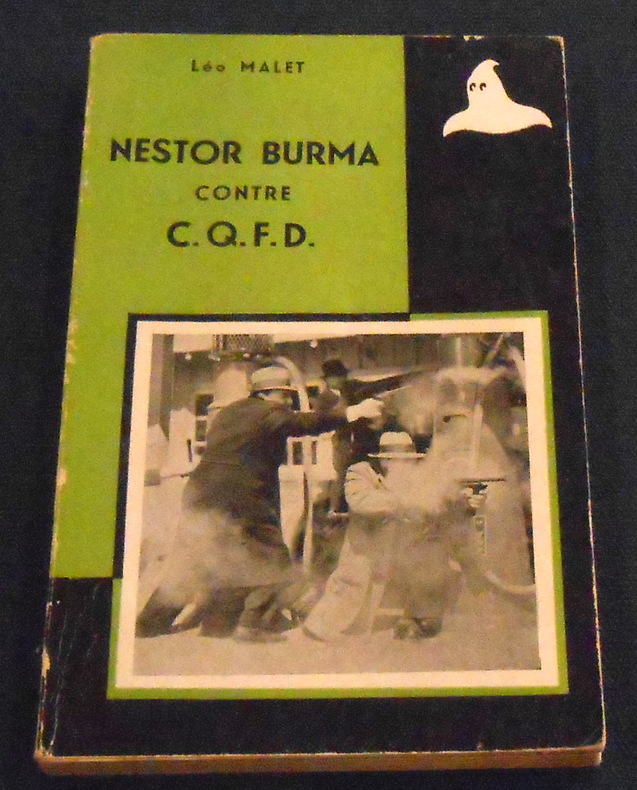 Léo MALET
NESTOR BURMA
CONTRE
C.Q.F.D.